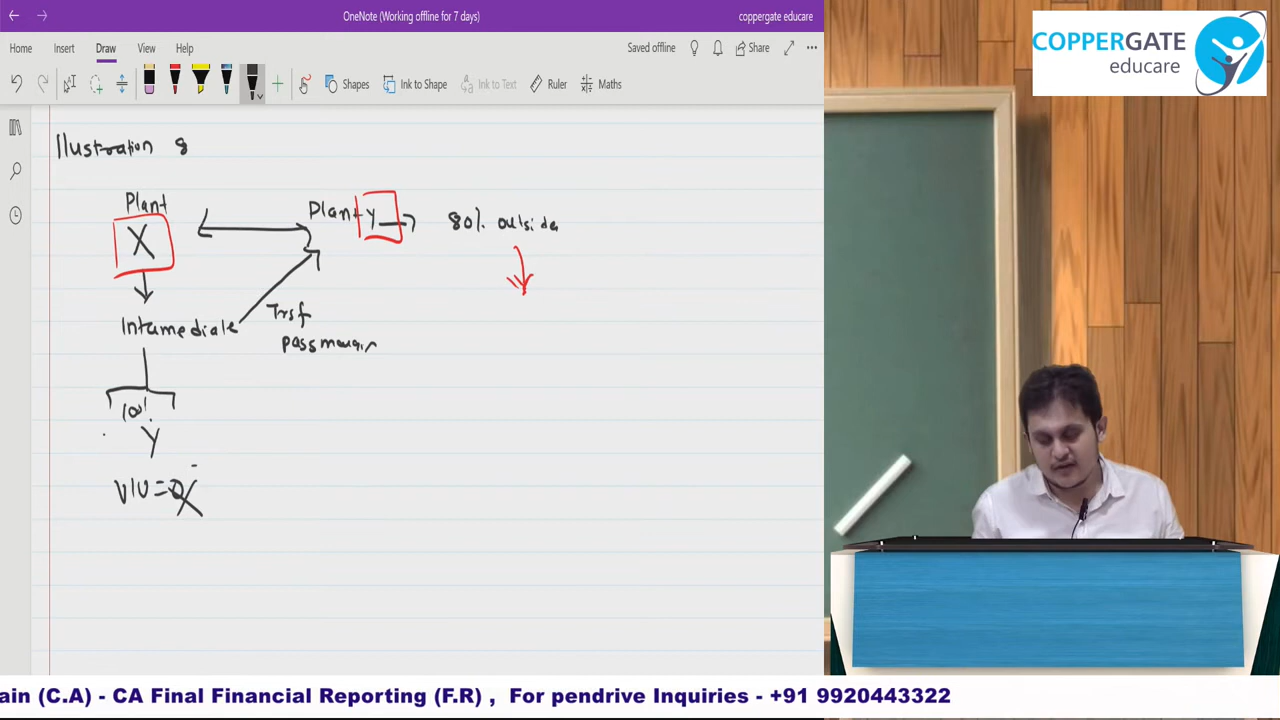 OneNote (Working offline for 7 days)
coppergate educare
Home Insert Draw View Help
Saved offline
Share
Shapes
Ink to Shape
Ink to Text
Ruler
Maths
COPPERGATE
educare
Illustration 8
Plant
X
Plant Y
80% outside
Intermediate
Trsf
pass margin
100%
Y
VIU =
ain (C.A) - CA Final Financial Reporting (F.R) , For pendrive Inquiries - +91 9920443322